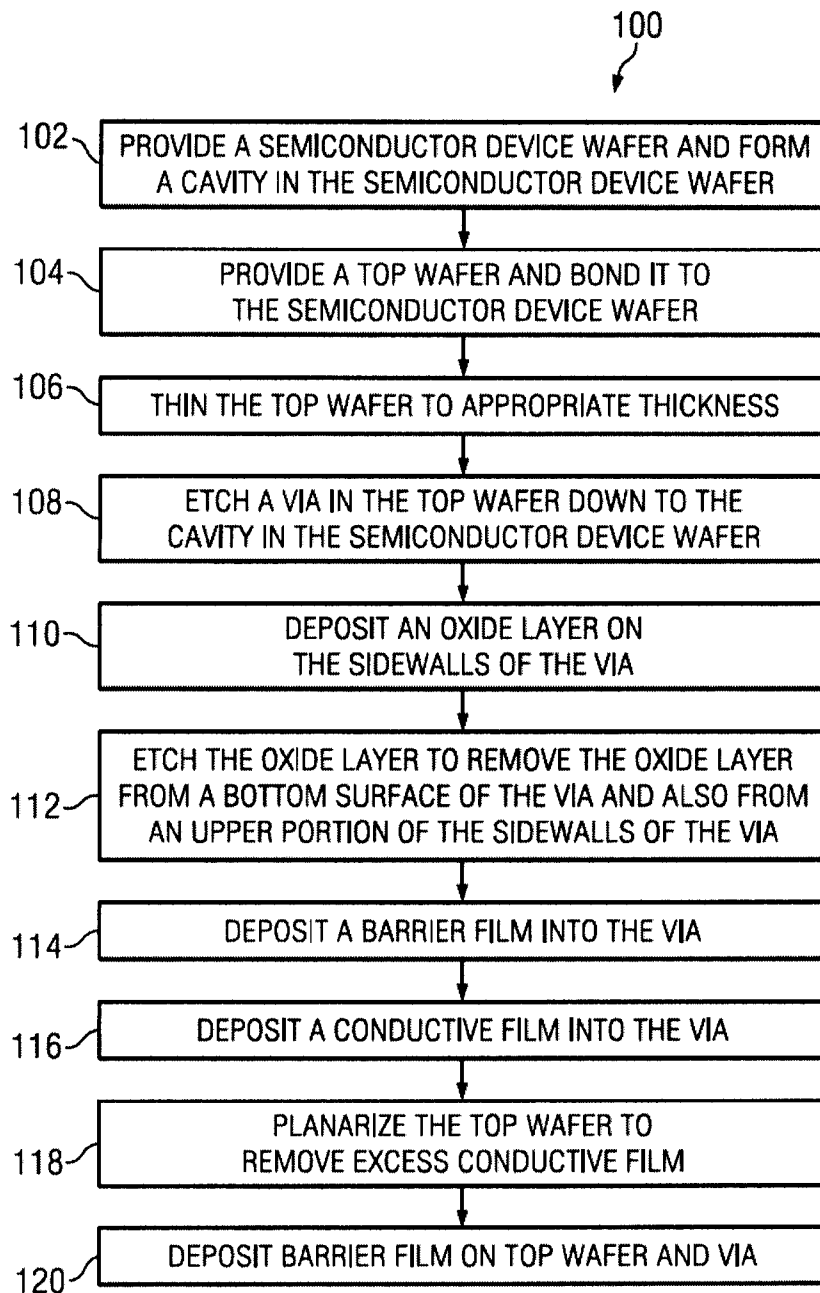 100
102
PROVIDE A SEMICONDUCTOR DEVICE WAFER AND FORM
A CAVITY IN THE SEMICONDUCTOR DEVICE WAFER
104
PROVIDE A TOP WAFER AND BOND IT TO
THE SEMICONDUCTOR DEVICE WAFER
106
THIN THE TOP WAFER TO APPROPRIATE THICKNESS
108
ETCH A VIA IN THE TOP WAFER DOWN TO THE
CAVITY IN THE SEMICONDUCTOR DEVICE WAFER
110
DEPOSIT AN OXIDE LAYER ON
THE SIDEWALLS OF THE VIA
112
ETCH THE OXIDE LAYER TO REMOVE THE OXIDE LAYER
FROM A BOTTOM SURFACE OF THE VIA AND ALSO FROM
AN UPPER PORTION OF THE SIDEWALLS OF THE VIA
114
DEPOSIT A BARRIER FILM INTO THE VIA
116
DEPOSIT A CONDUCTIVE FILM INTO THE VIA
118
PLANARIZE THE TOP WAFER TO
REMOVE EXCESS CONDUCTIVE FILM
120
DEPOSIT BARRIER FILM ON TOP WAFER AND VIA